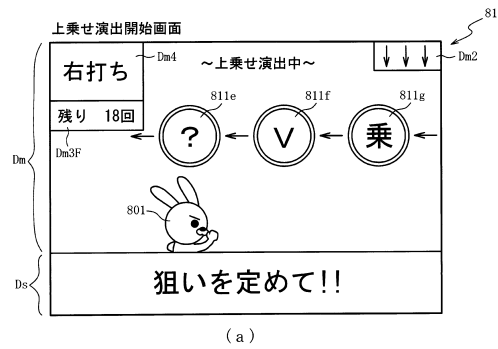 上乗せ演出開始画面
81
右打ち
Dm4
~上乗せ演出中~
Dm2
残り 18回
811e
811f
811g
?
V
乗
Dm3F
Dm
801
Ds
狙いを定めて!!
(a)